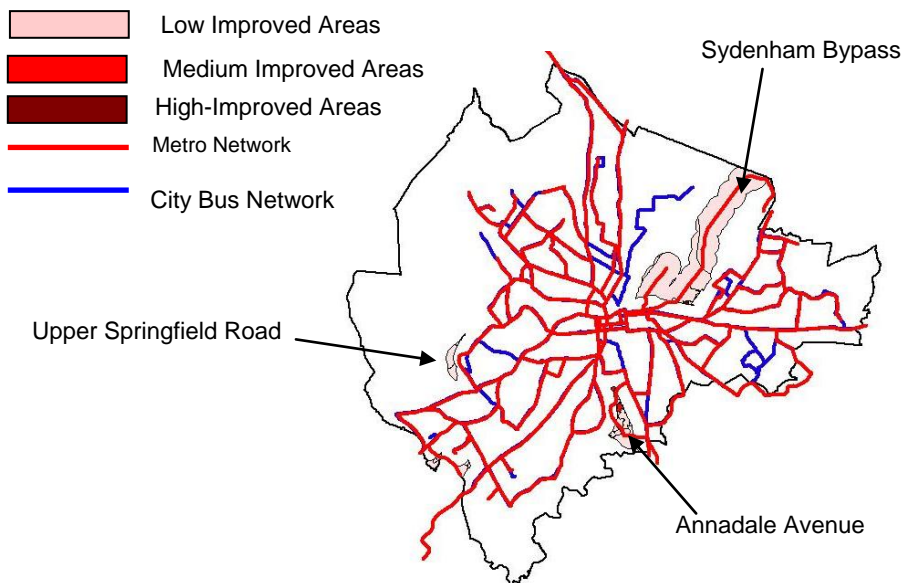 Low Improved Areas
Medium Improved Areas
High-Improved Areas
Metro Network
City Bus Network
Sydenham Bypass
Upper Springfield Road
Annadale Avenue